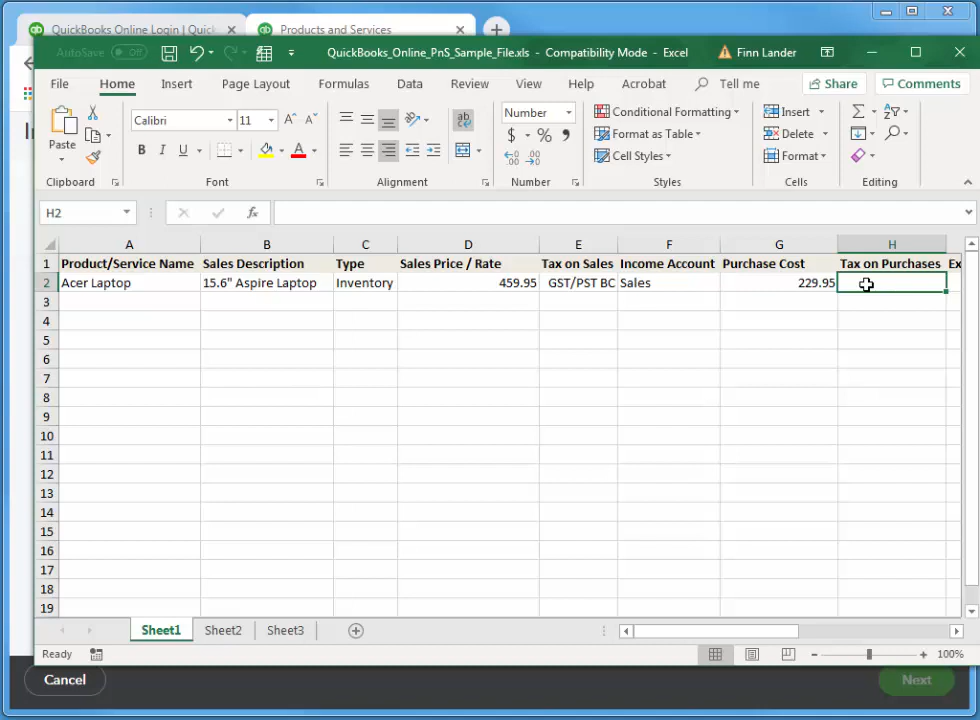 QuickBooks Online Login | Quick
Products and Services
AutoSave
Off
QuickBooks_Online_PnS_Sample_File.xls - Compatibility Mode - Excel
Finn Lander
File
Home
Insert
Page Layout
Formulas
Data
Review
View
Help
Acrobat
Tell me
Share
Comments
Paste
Calibri
11
B I U
Number
$ % ,
Conditional Formatting
Format as Table
Cell Styles
Insert
Delete
Format
Clipboard
Font
Alignment
Number
Styles
Cells
Editing
H2
fx
A B C D E F G H
1 Product/Service Name Sales Description Type Sales Price / Rate Tax on Sales Income Account Purchase Cost Tax on Purchases Ex
2 Acer Laptop 15.6" Aspire Laptop Inventory 459.95 GST/PST BC Sales 229.95
3
4
5
6
7
8
9
10
11
12
13
14
15
16
17
18
19
Sheet1
Sheet2
Sheet3
Ready
100%
Cancel
Next